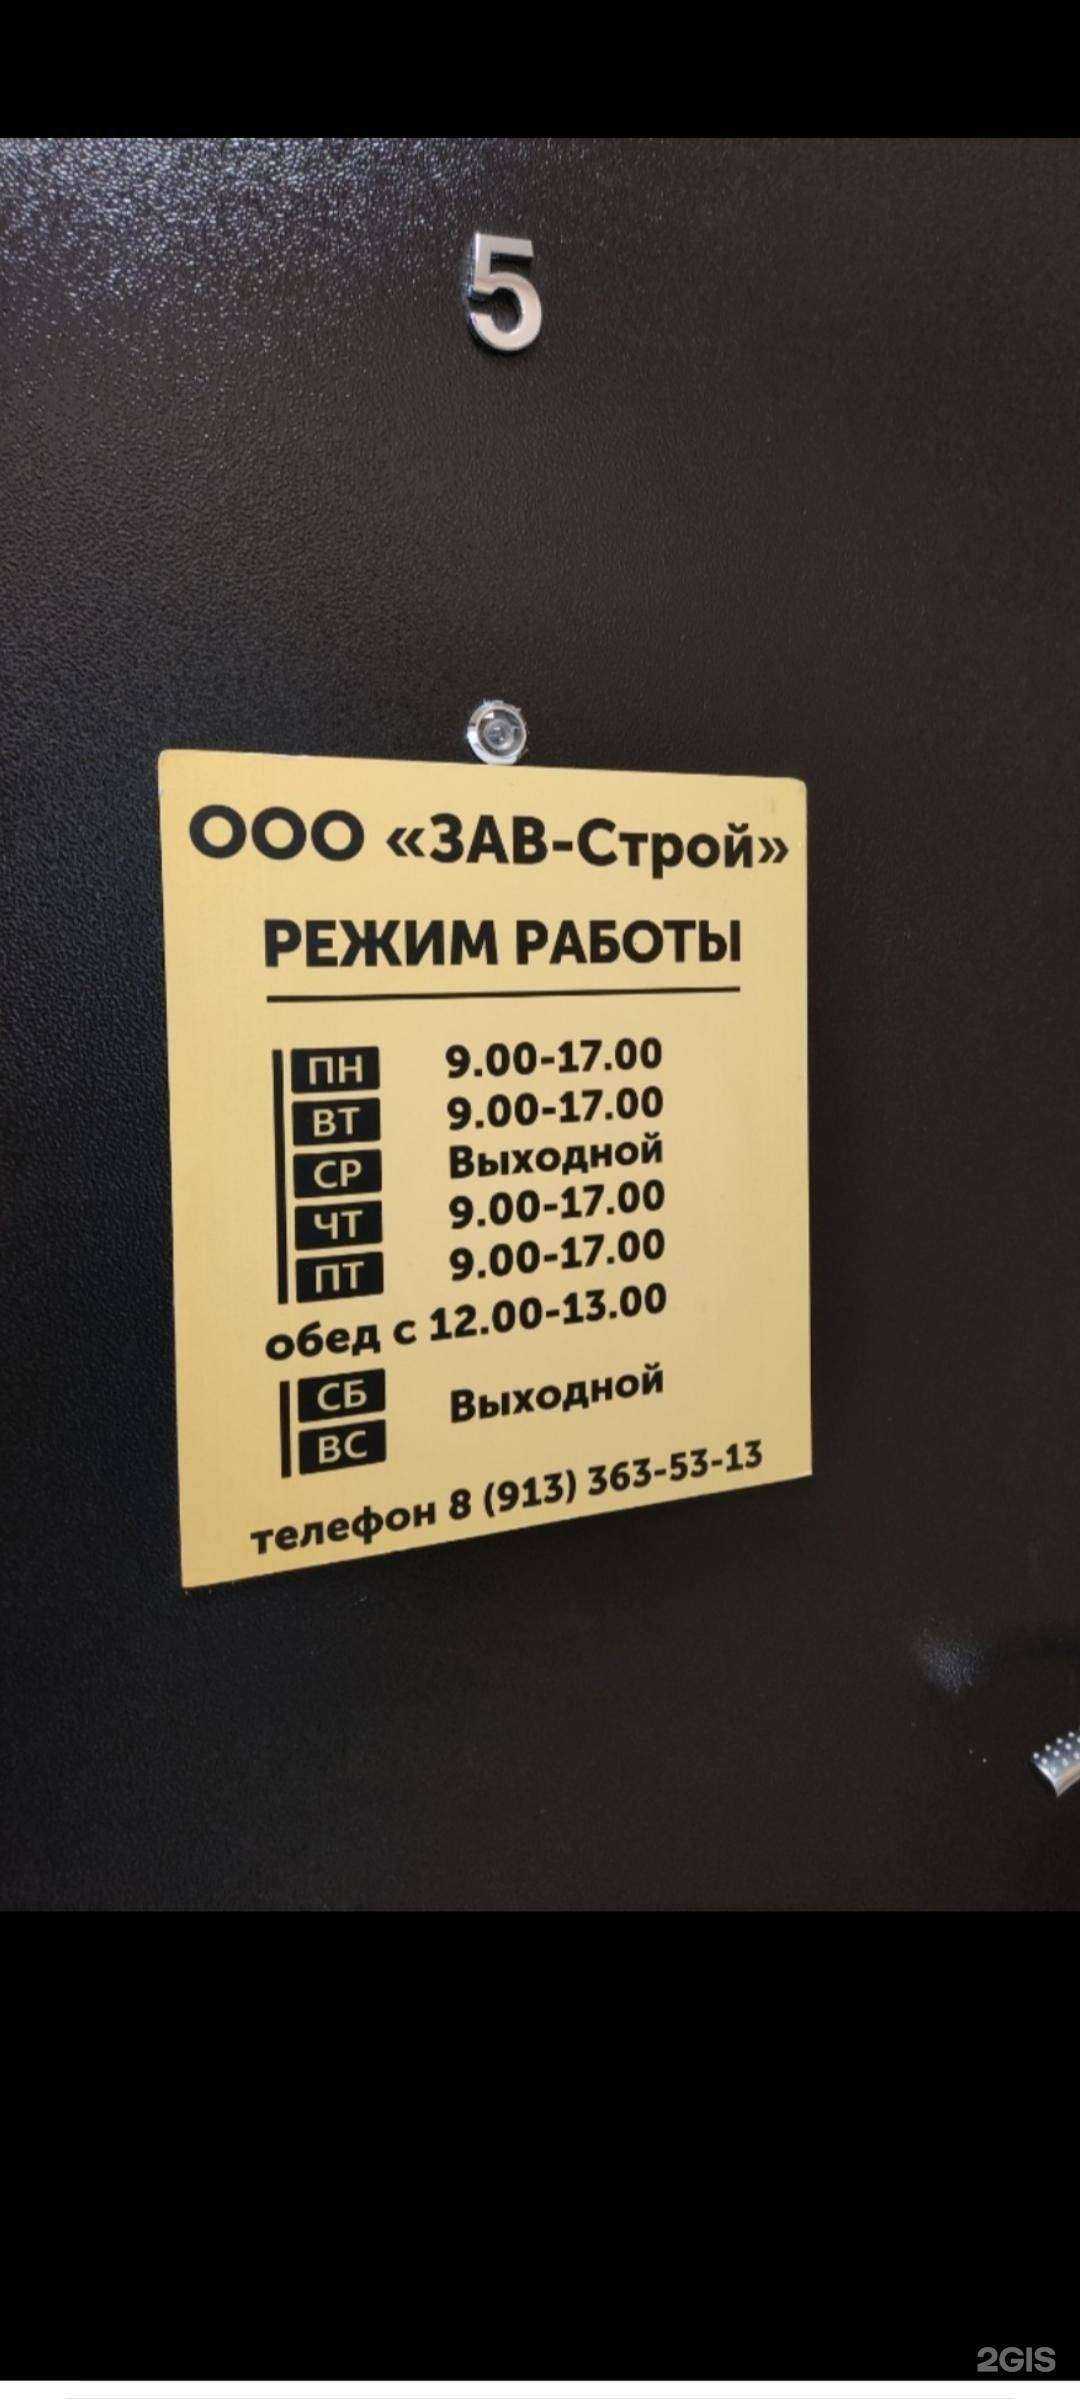 5
ООО «ЗАВ-Строй»
РЕЖИМ РАБОТЫ
ПН 9.00-17.00
ВТ 9.00-17.00
СР Выходной
ЧТ 9.00-17.00
ПТ 9.00-17.00
обед с 12.00-13.00
СБ Выходной
ВС
телефон 8 (913) 363-53-13
2GIS